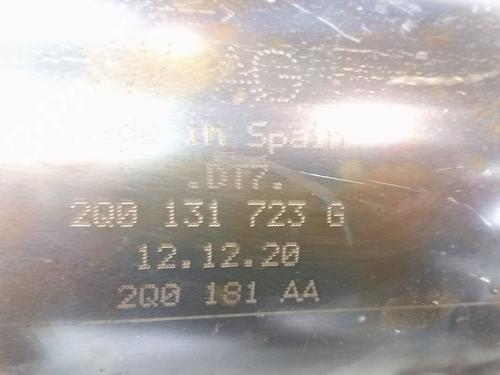 G
Made in Spain
.DT7.
2Q0 131 723 G
12.12.20
2Q0 181 AA